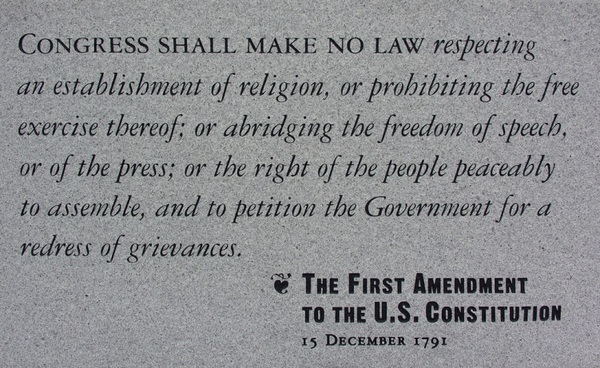 CONGRESS SHALL MAKE NO LAW respecting
an establishment of religion, or prohibiting the free
exercise thereof; or abridging the freedom of speech,
or of the press; or the right of the people peaceably
to assemble, and to petition the Government for a
redress of grievances.
THE FIRST AMENDMENT
TO THE U.S. CONSTITUTION
15 DECEMBER 1791